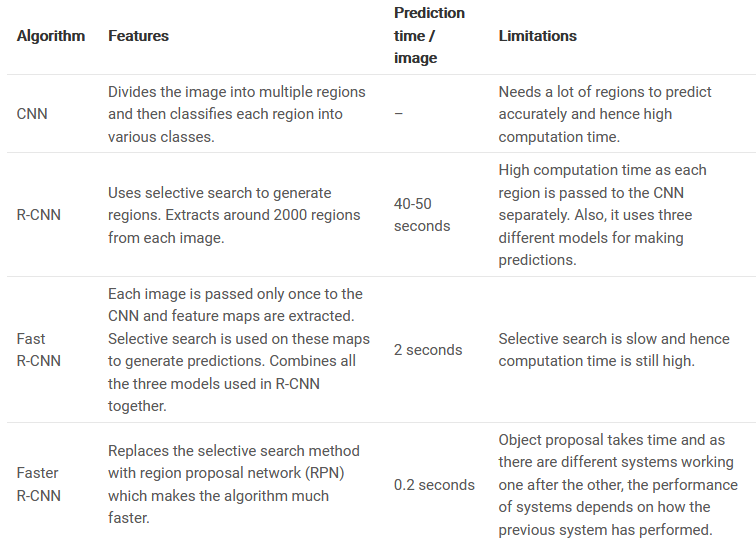 Algorithm Features Prediction time / image Limitations
CNN
Divides the image into multiple regions
and then classifies each region into
various classes.
–
Needs a lot of regions to predict
accurately and hence high
computation time.
R-CNN
Uses selective search to generate
regions. Extracts around 2000 regions
from each image.
40-50
seconds
High computation time as each
region is passed to the CNN
separately. Also, it uses three
different models for making
predictions.
Fast
R-CNN
Each image is passed only once to the
CNN and feature maps are extracted.
Selective search is used on these maps
to generate predictions. Combines all
the three models used in R-CNN
together.
2 seconds
Selective search is slow and hence
computation time is still high.
Faster
R-CNN
Replaces the selective search method
with region proposal network (RPN)
which makes the algorithm much
faster.
0.2 seconds
Object proposal takes time and as
there are different systems working
one after the other, the performance
of systems depends on how the
previous system has performed.